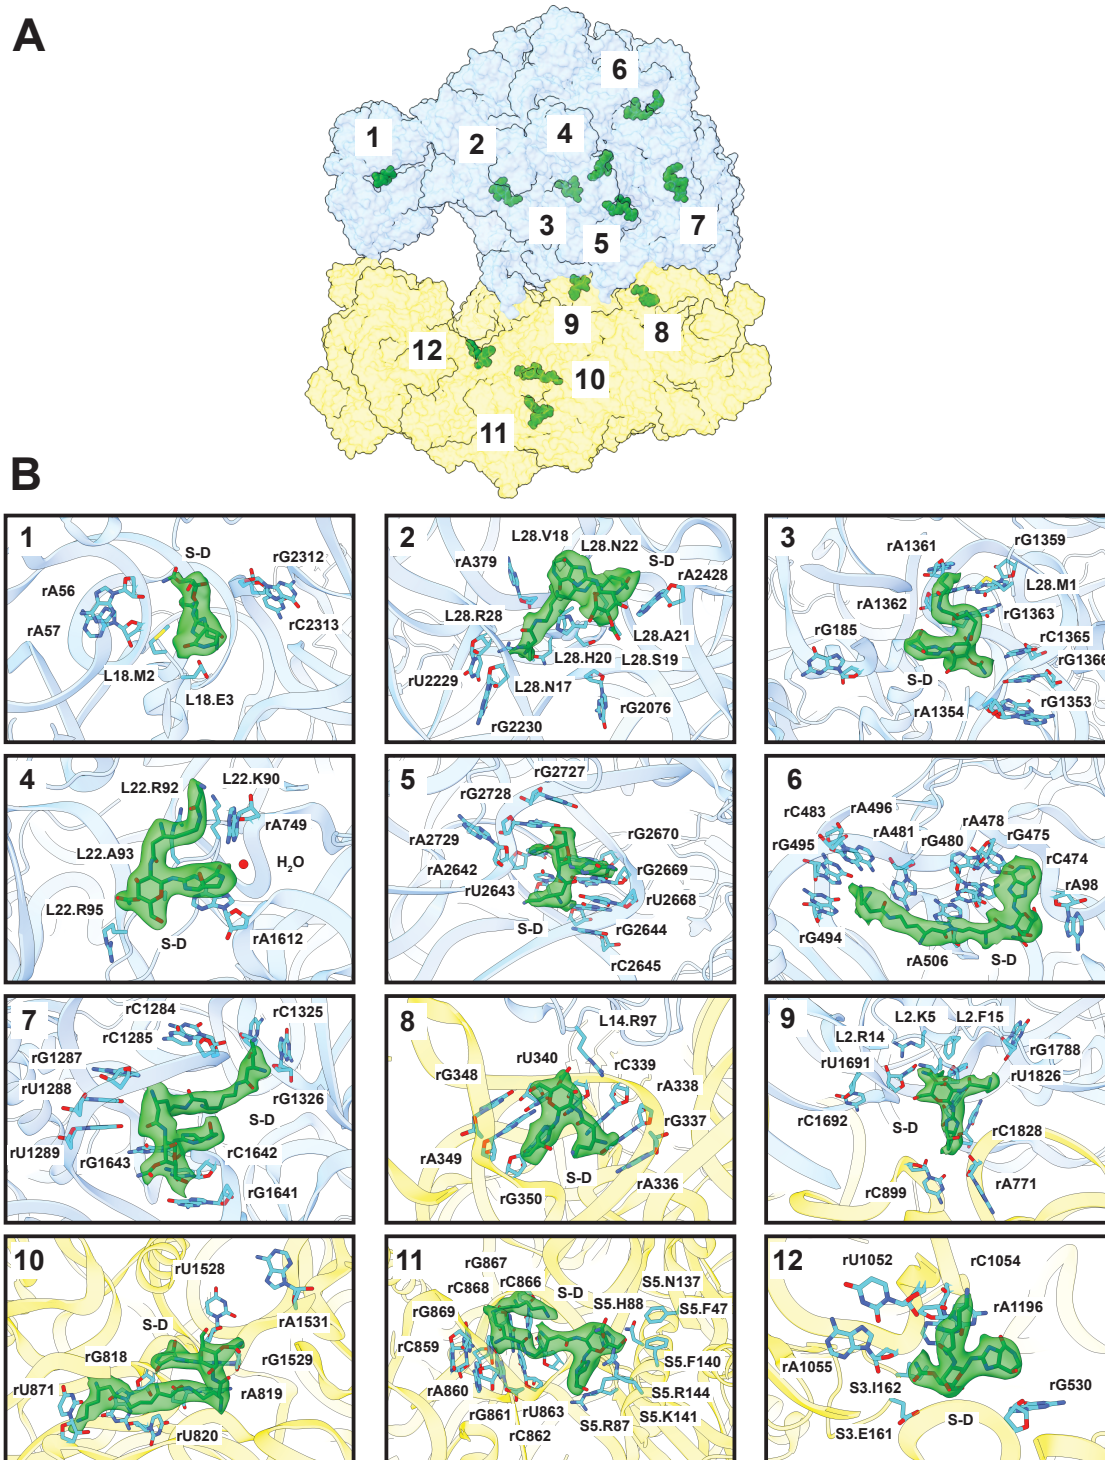 A
6
1
2
4
3
5
7
9
8
12
10
11
B
1
S-D
rG2312
rA56
rA57
rC2313
L18.M2
L18.E3
2
L28.V18
L28.N22
S-D
rA379
rA2428
L28.R28
L28.A21
L28.H20
L28.S19
rU2229
L28.N17
rG2076
rG2230
3
rA1361
rG1359
L28.M1
rA1362
rG1363
rG185
rC1365
rG1366
S-D
rA1354
rG1353
4
L22.K90
L22.R92
rA749
L22.A93
H2O
L22.R95
S-D
rA1612
5
rG2727
rG2728
rA2729
rG2670
rA2642
rG2669
rU2643
rU2668
S-D
rG2644
rC2645
6
rC483
rA496
rA478
rG495
rA481
rG480
rG475
rC474
rA98
rG494
rA506
S-D
7
rC1284
rC1325
rC1285
rG1287
rU1288
rG1326
S-D
rU1289
rG1643
rC1642
rG1641
8
L14.R97
rU340
rG348
rC339
rA338
rG337
rA349
S-D
rG350
rA336
9
L2.K5
L2.F15
L2.R14
rU1691
rG1788
rU1826
rC1692
S-D
rC1828
rC899
rA771
10
rU1528
S-D
rA1531
rG818
rG1529
rU871
rA819
rU820
11
rG867
rC868
rC866
S-D
S5.N137
rG869
S5.H88
S5.F47
rC859
S5.F140
rA860
S5.R144
rG861
rU863
S5.K141
rC862
S5.R87
12
rU1052
rC1054
rA1196
rA1055
S3.I162
rG530
S3.E161
S-D